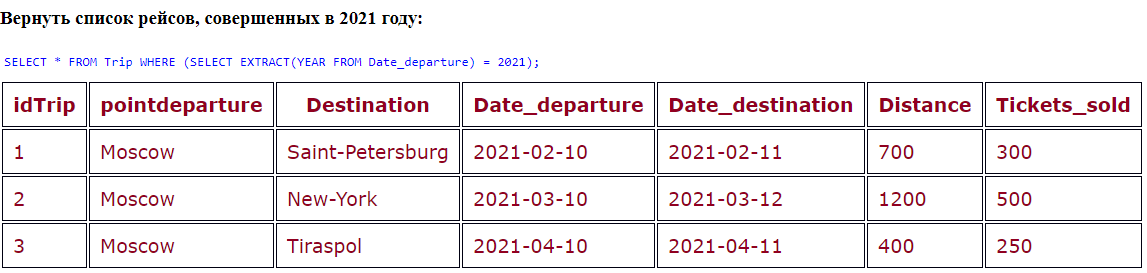 Вернуть список рейсов, совершенных в 2021 году:
SELECT * FROM Trip WHERE (SELECT EXTRACT(YEAR FROM Date_departure) = 2021);
idTrip pointdeparture Destination Date_departure Date_destination Distance Tickets_sold
1 Moscow Saint-Petersburg 2021-02-10 2021-02-11 700 300
2 Moscow New-York 2021-03-10 2021-03-12 1200 500
3 Moscow Tiraspol 2021-04-10 2021-04-11 400 250